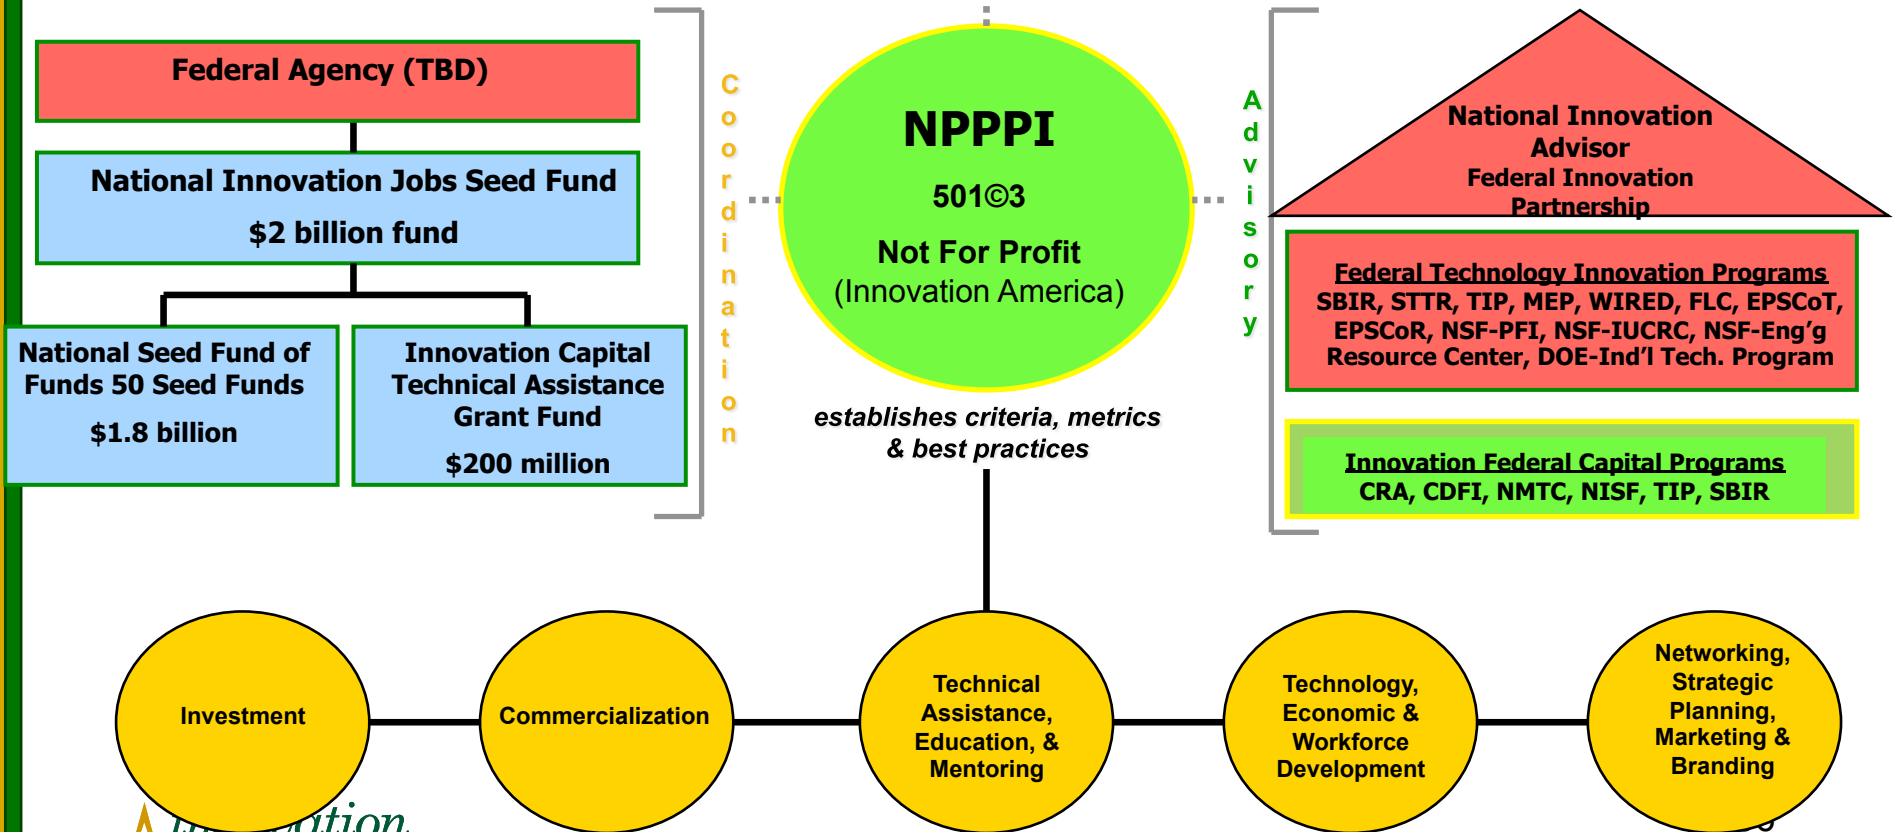 Federal Agency (TBD)
National Innovation Jobs Seed Fund
$2 billion fund
National Seed Fund of
Funds 50 Seed Funds
$1.8 billion
Innovation Capital
Technical Assistance
Grant Fund
$200 million
Coordination
NPPPI
501©3
Not For Profit
(Innovation America)
establishes criteria, metrics
& best practices
Advisory
National Innovation
Advisor
Federal Innovation
Partnership
Federal Technology Innovation Programs
SBIR, STTR, TIP, MEP, WIRED, FLC, EPSCoT,
EPSCoR, NSF-PFI, NSF-IUCRC, NSF-Eng’g
Resource Center, DOE-Ind’l Tech. Program
Innovation Federal Capital Programs
CRA, CDFI, NMTC, NISF, TIP, SBIR
Investment
Commercialization
Technical
Assistance,
Education, &
Mentoring
Technology,
Economic &
Workforce
Development
Networking,
Strategic
Planning,
Marketing &
Branding